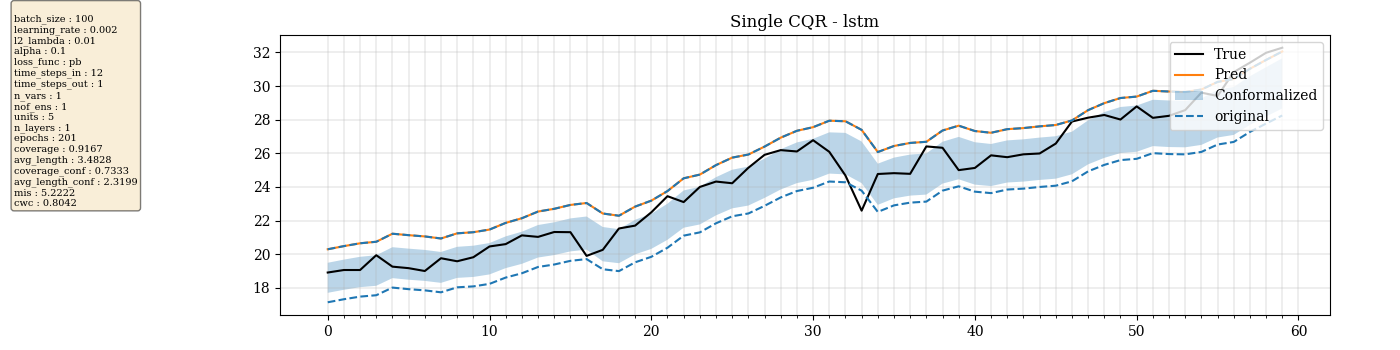 batch_size : 100
learning_rate : 0.002
l2_lambda : 0.01
alpha : 0.1
loss_func : pb
time_steps_in : 12
time_steps_out : 1
n_vars : 1
nof_ens : 1
units : 5
n_layers : 1
epochs : 201
coverage : 0.9167
avg_length : 3.4828
coverage_conf : 0.7333
avg_length_conf : 2.3199
mis : 5.2222
cwc : 0.8042
Single CQR - lstm
32
30
28
26
24
22
20
18
True
Pred
Conformalized
original
0 10 20 30 40 50 60